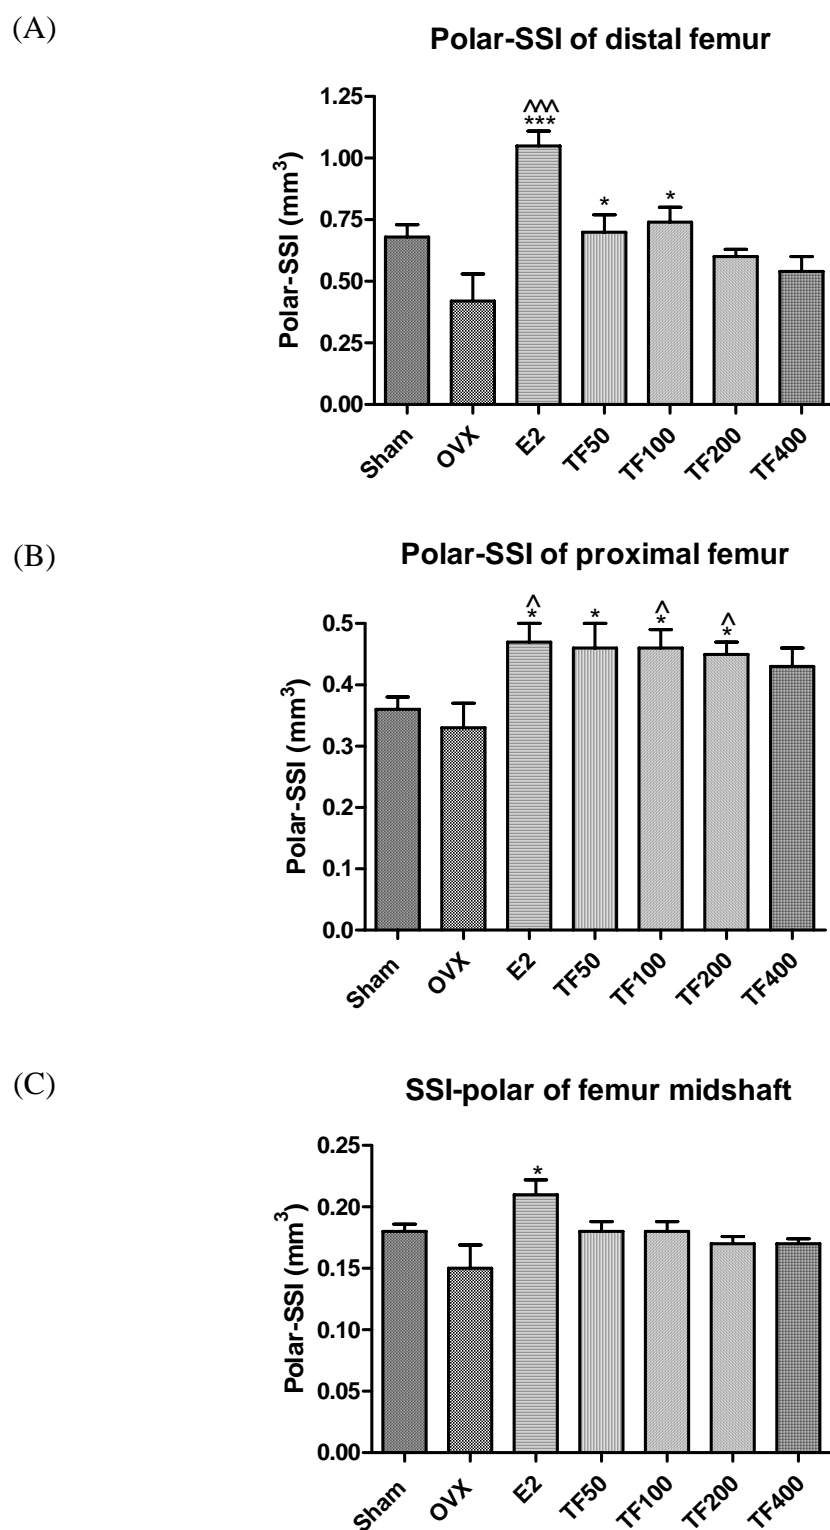 (A)
Polar-SSI of distal femur
^^^
***
* *
1.25
1.00
0.75
0.50
0.25
0.00
Polar-SSI (mm³)
Sham OVX E2 TF50 TF100 TF200 TF400
(B)
Polar-SSI of proximal femur
^ ^ ^
* * * *
0.5
0.4
0.3
0.2
0.1
0.0
Polar-SSI (mm³)
Sham OVX E2 TF50 TF100 TF200 TF400
(C)
SSI-polar of femur midshaft
*
0.25
0.20
0.15
0.10
0.05
0.00
Polar-SSI (mm³)
Sham OVX E2 TF50 TF100 TF200 TF400